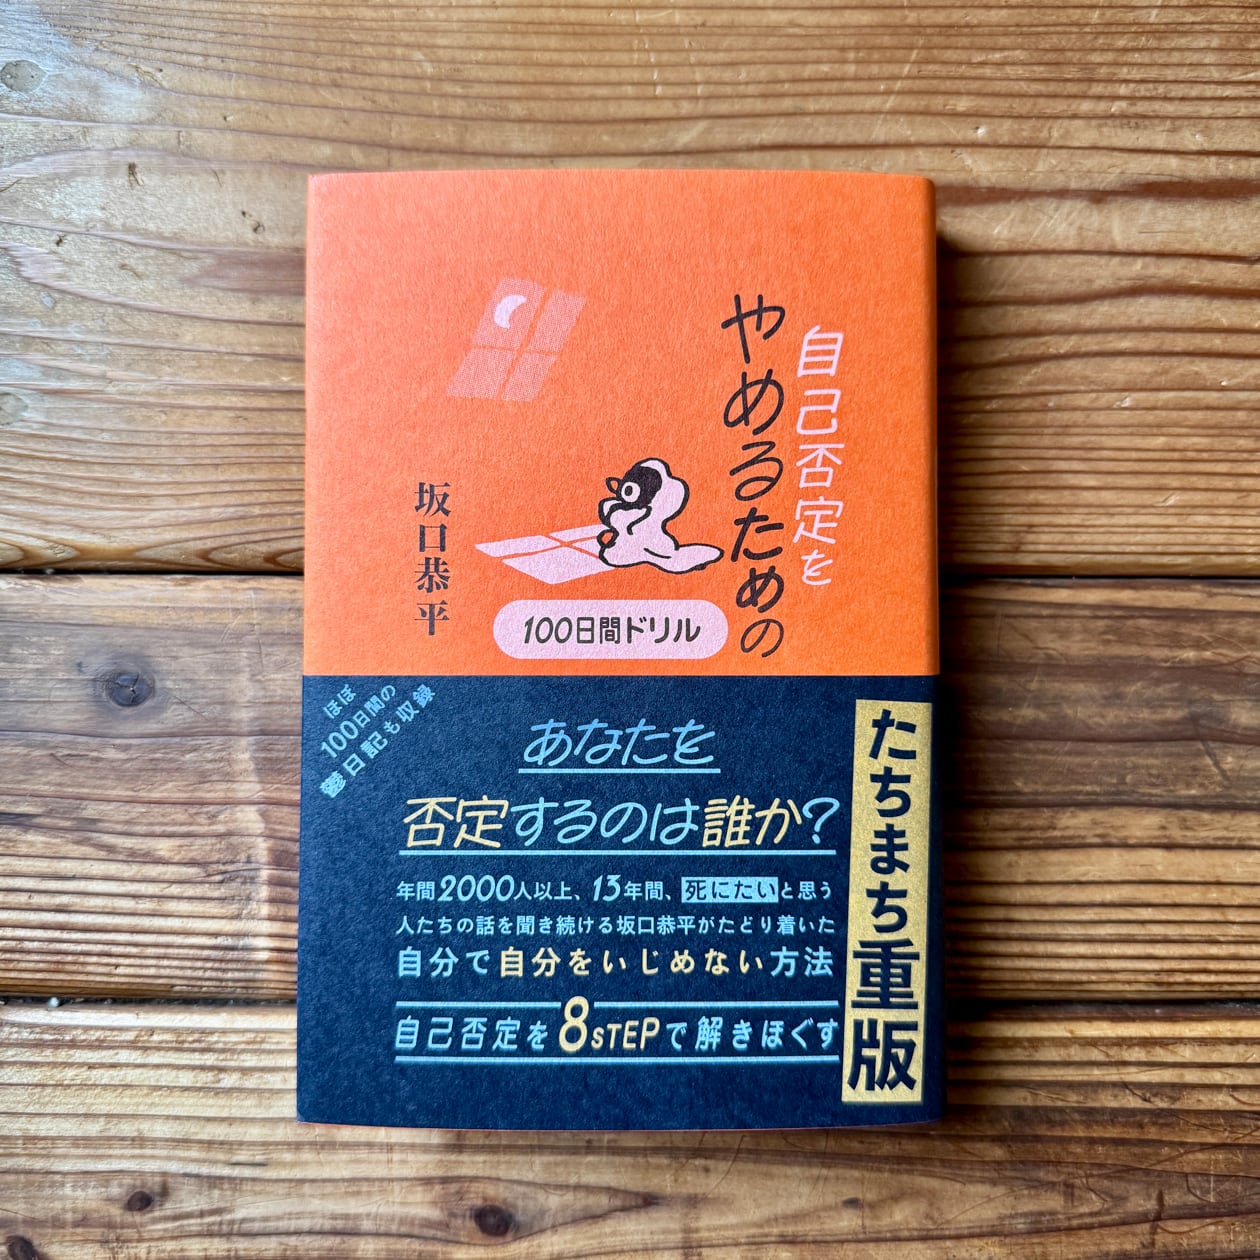 自己否定を
やめるための
100日間ドリル
坂口恭平
ほぼ
100日間の
鬱日記も収録
あなたを
否定するのは誰か?
年間2000人以上、13年間、死にたいと思う
人たちの話を聞き続ける坂口恭平がたどり着いた
自分で自分をいじめない方法
自己否定を8STEPで解きほぐす
たちまち重版